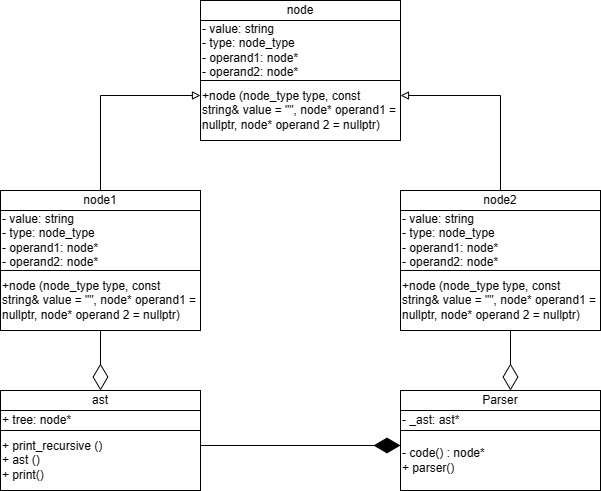 node
- value: string
- type: node_type
- operand1: node*
- operand2: node*
+node (node_type type, const
string& value = "", node* operand1 =
nullptr, node* operand 2 = nullptr)
node1
- value: string
- type: node_type
- operand1: node*
- operand2: node*
+node (node_type type, const
string& value = "", node* operand1 =
nullptr, node* operand 2 = nullptr)
node2
- value: string
- type: node_type
- operand1: node*
- operand2: node*
+node (node_type type, const
string& value = "", node* operand1 =
nullptr, node* operand 2 = nullptr)
ast
+ tree: node*
+ print_recursive ()
+ ast ()
+ print()
Parser
- _ast: ast*
- code() : node*
+ parser()